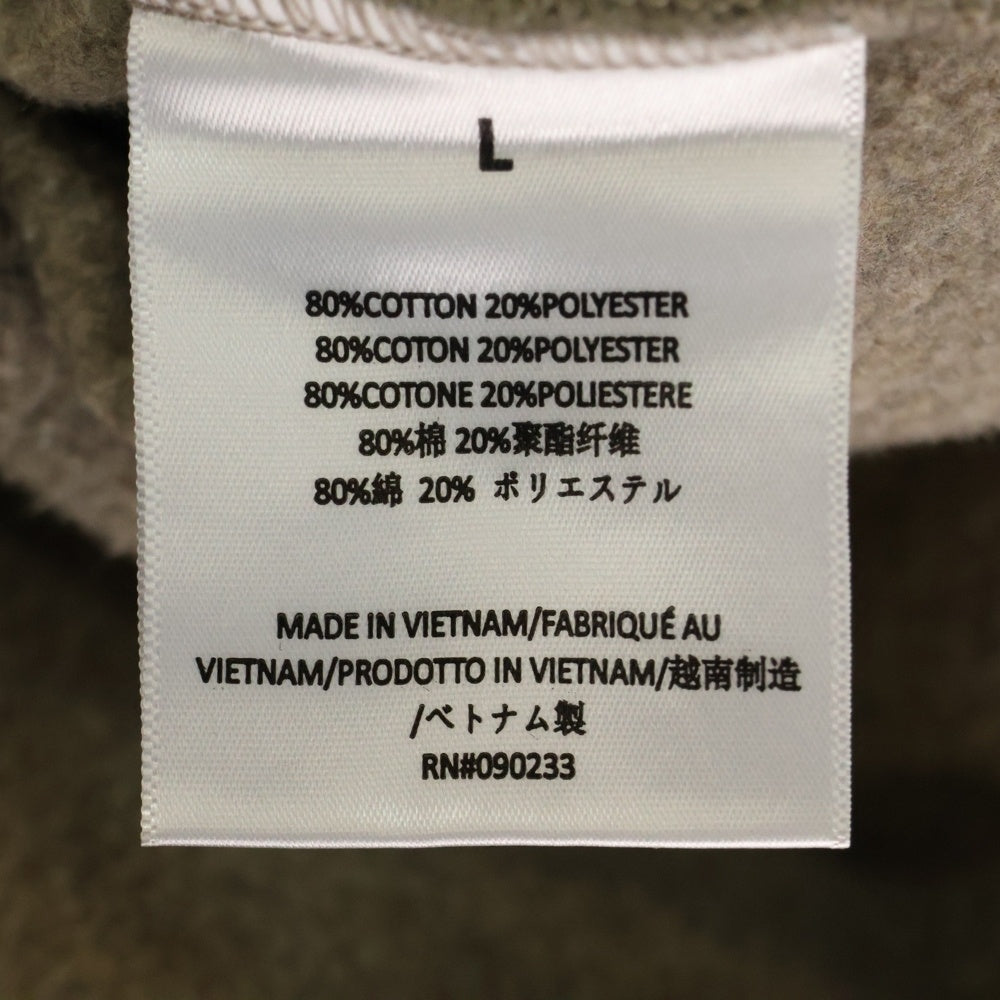 L
80%COTTON 20%POLYESTER
80%COTON 20%POLYESTER
80%COTONE 20%POLIESTERE
80%棉 20%聚酯纤维
80%綿 20% ポリエステル
MADE IN VIETNAM/FABRIQUÉ AU
VIETNAM/PRODOTTO IN VIETNAM/越南制造
/ベトナム製
RN#090233